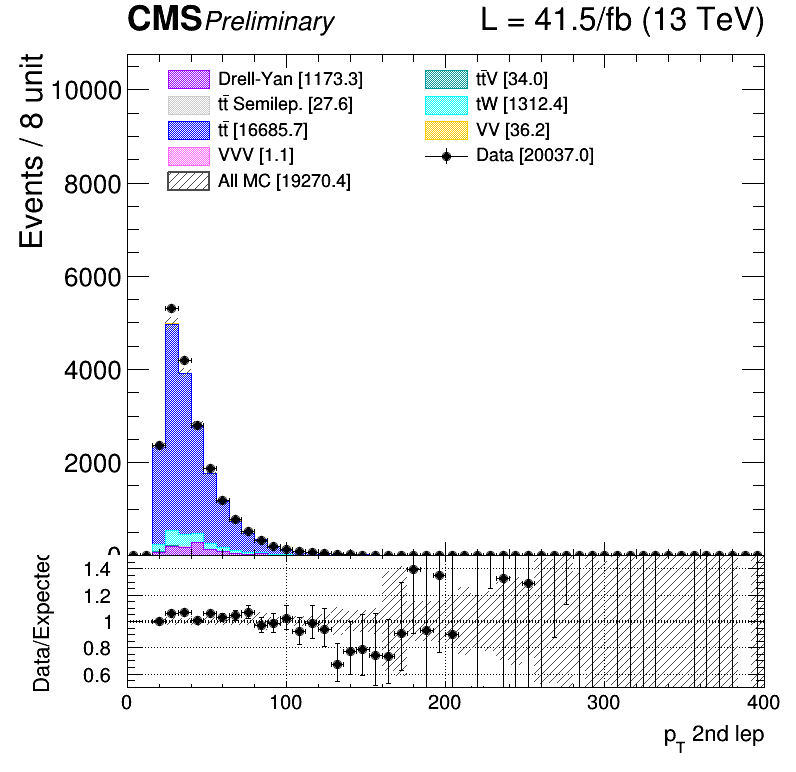 CMS Preliminary L = 41.5/fb (13 TeV)
Events / 8 unit
10000
8000
6000
4000
2000
0
Drell-Yan [1173.3]
tt̄ Semilep. [27.6]
tt̄ [16685.7]
VVV [1.1]
All MC [19270.4]
tt̄V [34.0]
tW [1312.4]
VV [36.2]
Data [20037.0]
Data/Expected
1.4
1.2
1
0.8
0.6
0 100 200 300 400
p_T 2nd lep